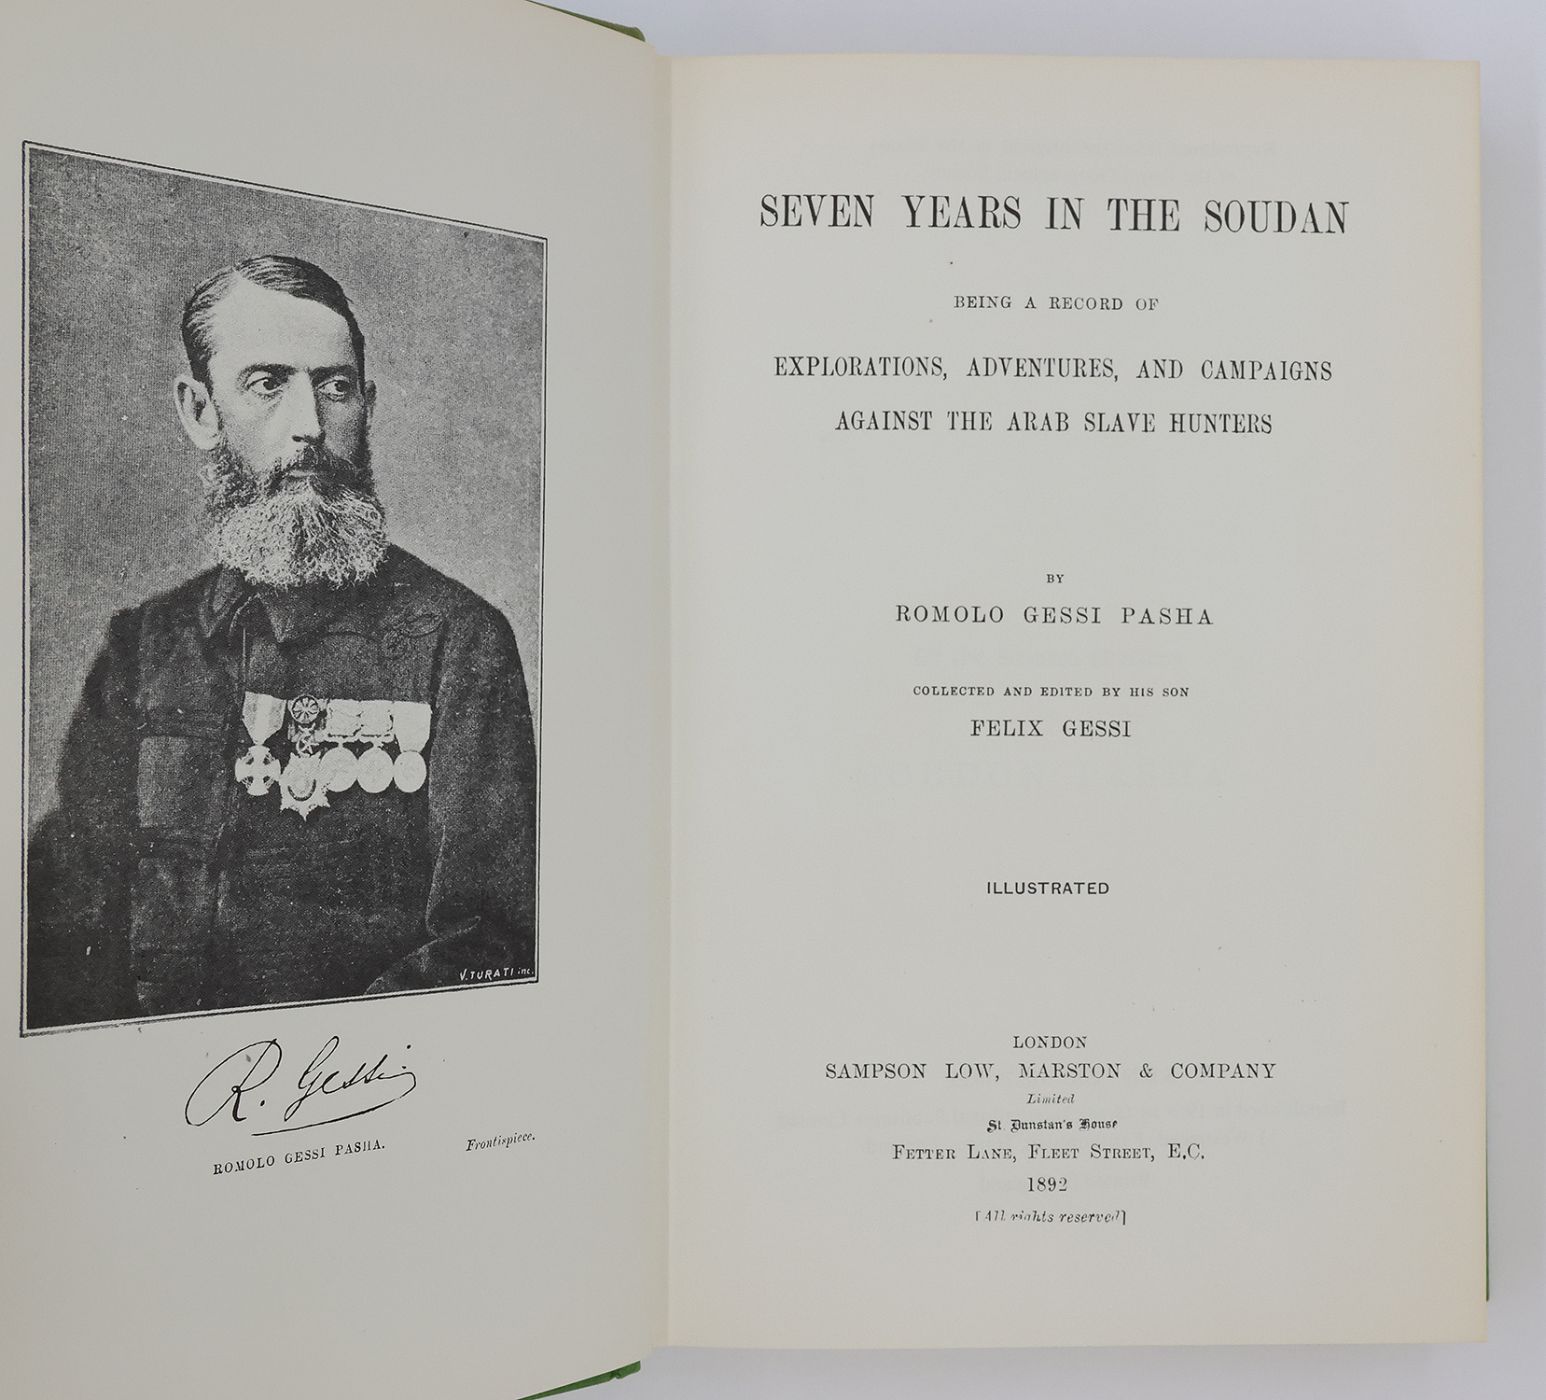 V. TURATI inc.
R. Gessi
ROMOLO GESSI PASHA.
Frontispiece.
SEVEN YEARS IN THE SOUDAN
BEING A RECORD OF
EXPLORATIONS, ADVENTURES, AND CAMPAIGNS
AGAINST THE ARAB SLAVE HUNTERS
BY
ROMOLO GESSI PASHA
COLLECTED AND EDITED BY HIS SON
FELIX GESSI
ILLUSTRATED
LONDON
SAMPSON LOW, MARSTON & COMPANY
Limited
St. Dunstan's House
FETTER LANE, FLEET STREET, E.C.
1892
[All rights reserved]